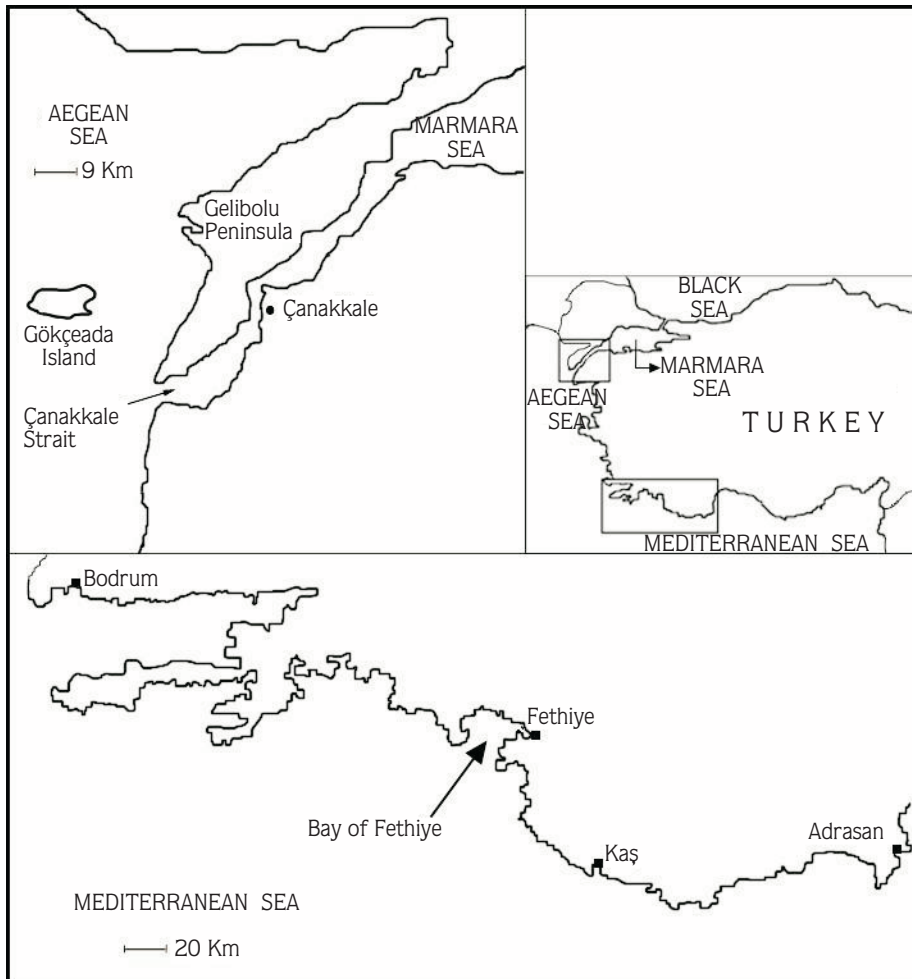 AEGEAN
SEA
9 Km
MARMARA
SEA
Gelibolu
Peninsula
Çanakkale
Gökçeada
Island
Çanakkale
Strait
BLACK
SEA
MARMARA
SEA
AEGEAN
SEA
TURKEY
MEDITERRANEAN SEA
Bodrum
Fethiye
Bay of Fethiye
Kaş
Adrasan
MEDITERRANEAN SEA
20 Km